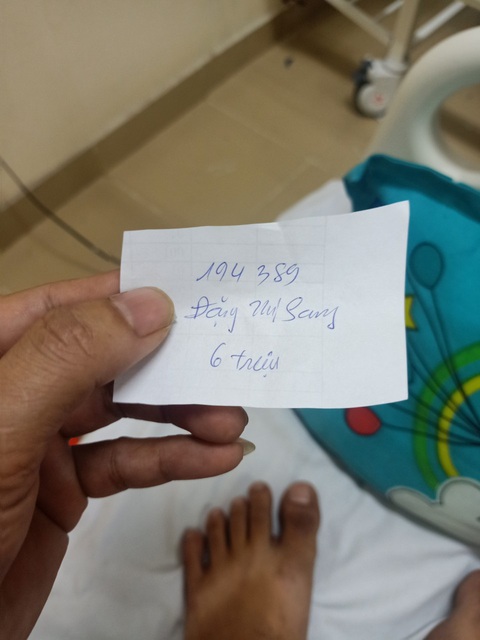 194 389
Đặng Thị Sang
6 triệu